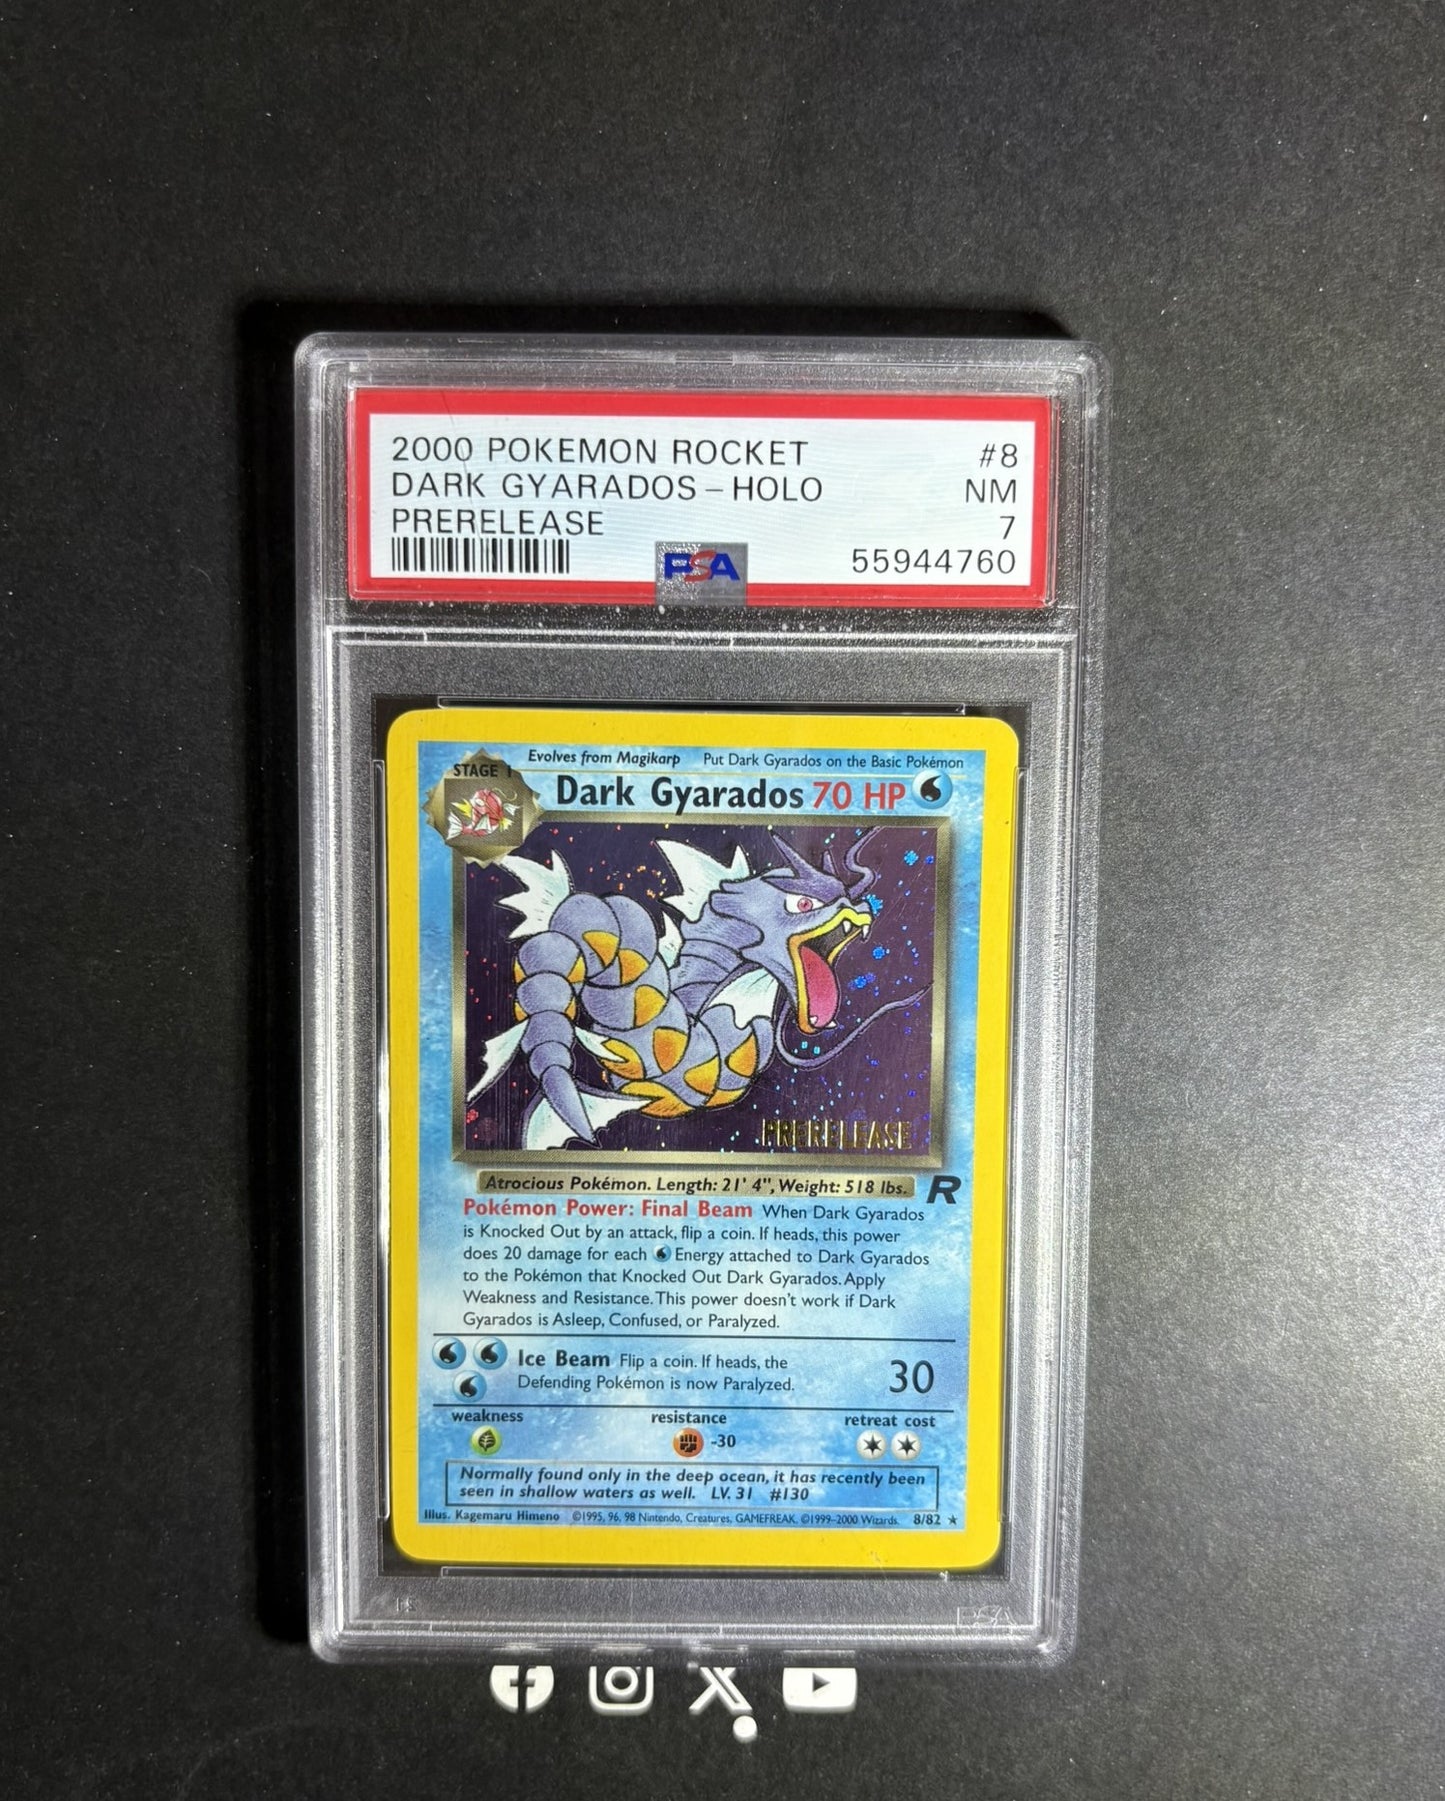 2000 POKEMON ROCKET #8
DARK GYARADOS – HOLO NM
PRERELEASE 7
PSA 55944760
Evolves from Magikarp Put Dark Gyarados on the Basic Pokémon
STAGE 1
Dark Gyarados 70 HP
PRERELEASE
Atrocious Pokémon. Length: 21' 4", Weight: 518 lbs. R
Pokémon Power: Final Beam When Dark Gyarados
is Knocked Out by an attack, flip a coin. If heads, this power
does 20 damage for each Energy attached to Dark Gyarados
to the Pokémon that Knocked Out Dark Gyarados. Apply
Weakness and Resistance. This power doesn't work if Dark
Gyarados is Asleep, Confused, or Paralyzed.
Ice Beam Flip a coin. If heads, the
Defending Pokémon is now Paralyzed. 30
weakness resistance retreat cost
-30
Normally found only in the deep ocean, it has recently been
seen in shallow waters as well. LV. 31 #130
Illus. Kagemaru Himeno ©1995, 96, 98 Nintendo, Creatures, GAMEFREAK. ©1999-2000 Wizards. 8/82 ★
PSA